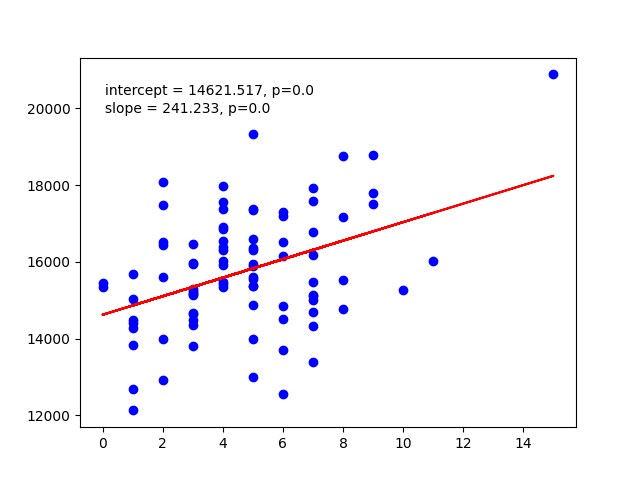 intercept = 14621.517, p=0.0
slope = 241.233, p=0.0
20000
18000
16000
14000
12000
0 2 4 6 8 10 12 14